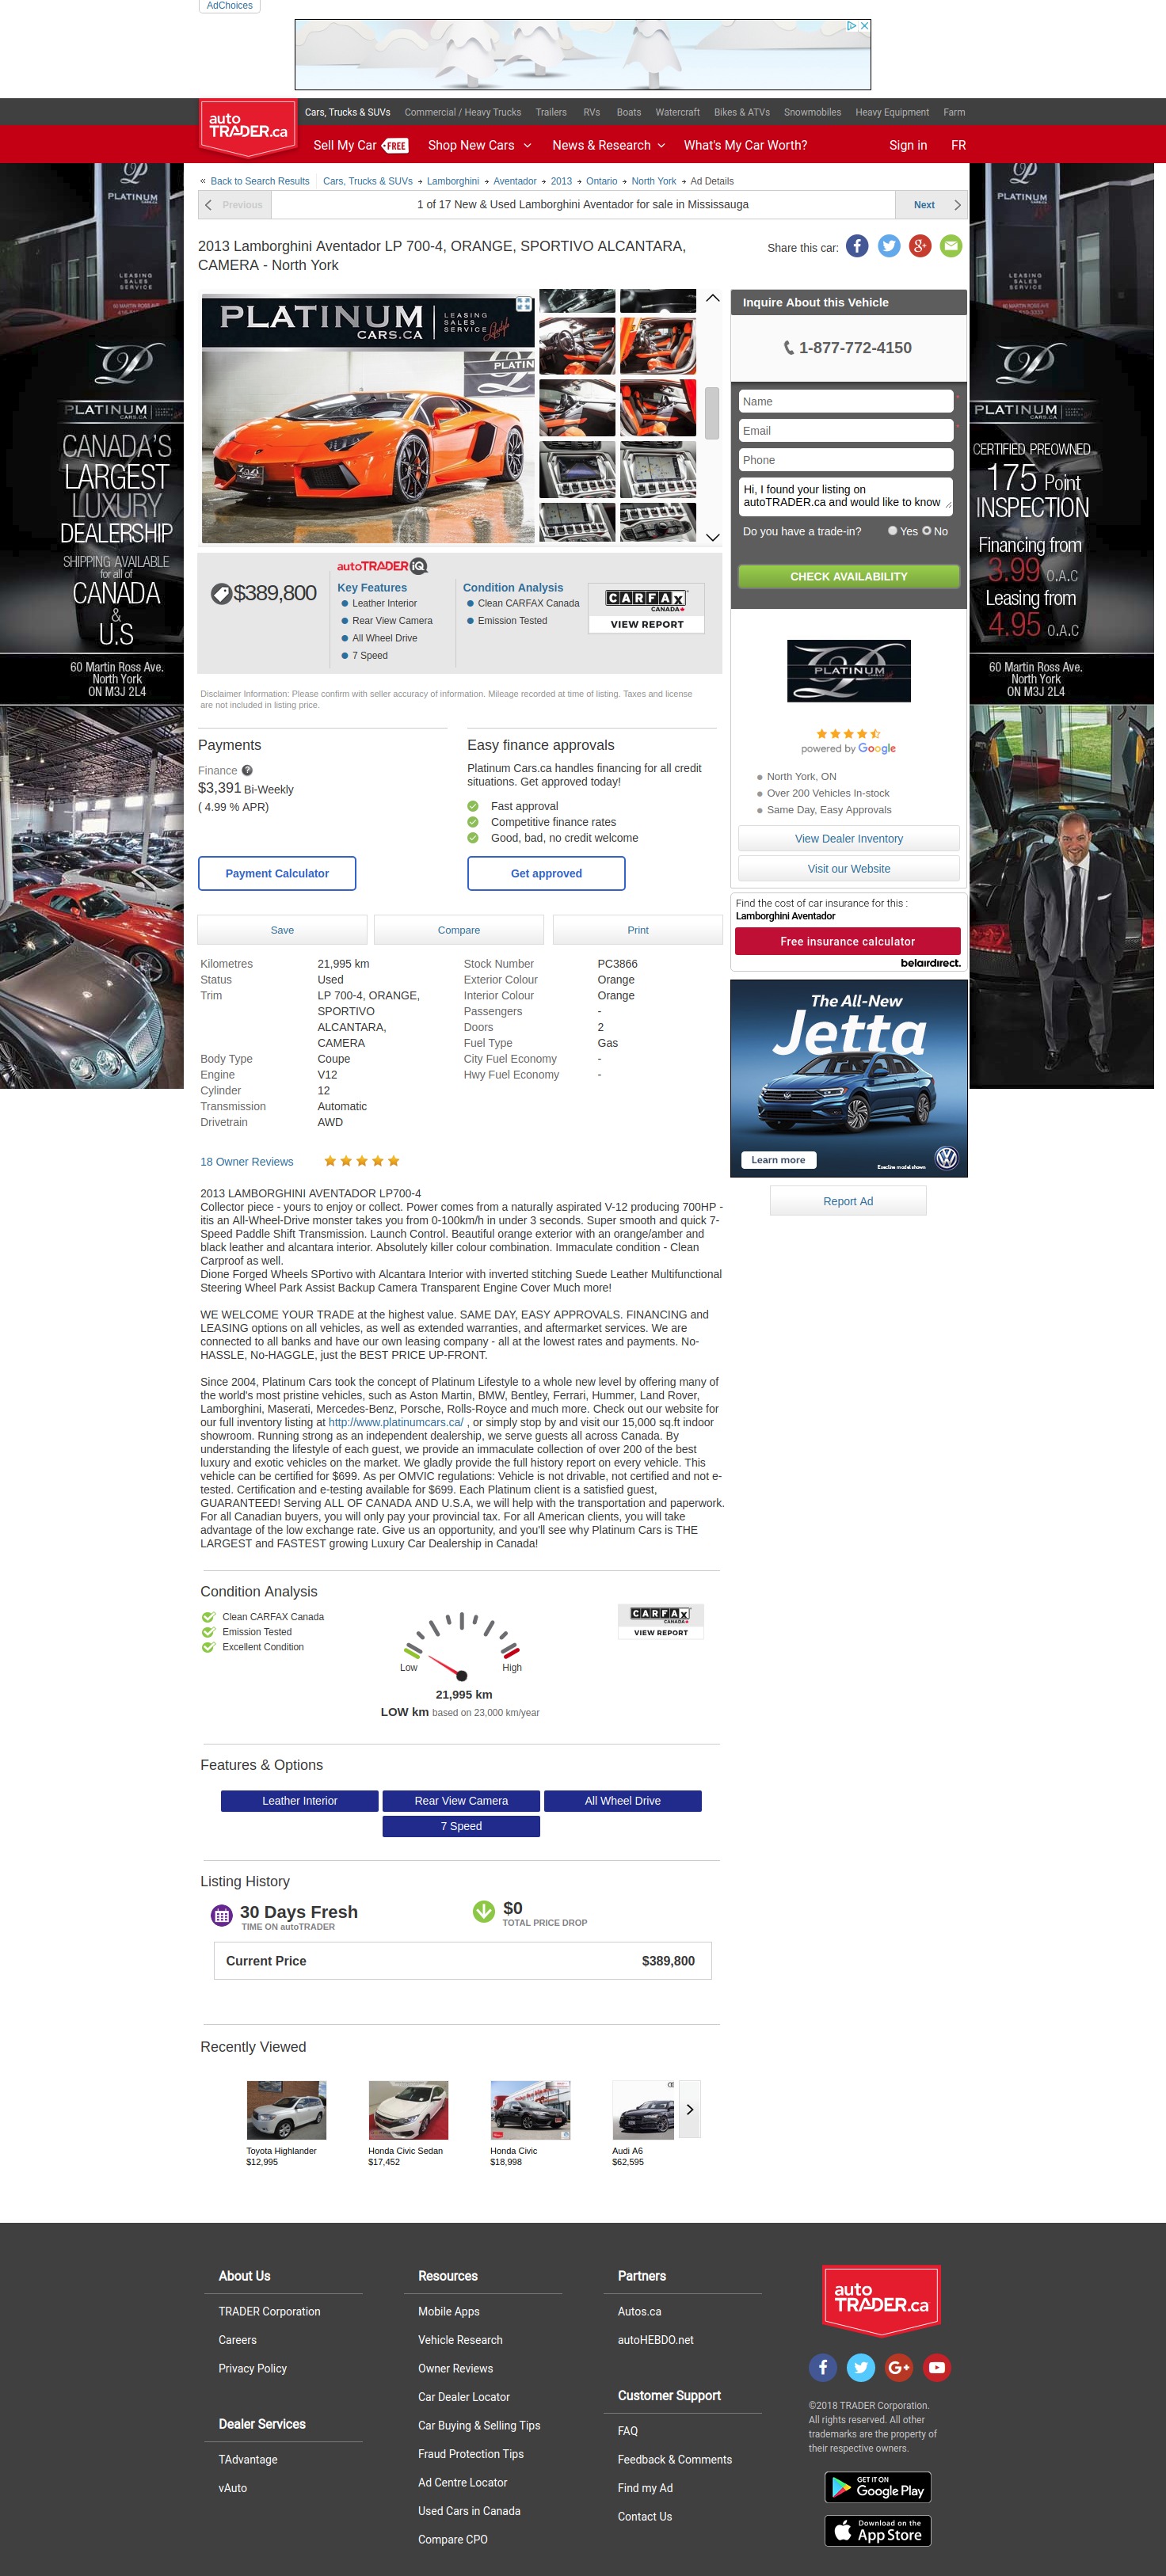 AdChoices
auto
TRADER.ca
Cars, Trucks & SUVs Commercial / Heavy Trucks Trailers RVs Boats Watercraft Bikes & ATVs Snowmobiles Heavy Equipment Farm
Sell My Car FREE Shop New Cars News & Research What's My Car Worth? Sign in FR
« Back to Search Results Cars, Trucks & SUVs Lamborghini Aventador 2013 Ontario North York Ad Details
Previous 1 of 17 New & Used Lamborghini Aventador for sale in Mississauga Next
2013 Lamborghini Aventador LP 700-4, ORANGE, SPORTIVO ALCANTARA,
CAMERA - North York
Share this car:
PLATINUM
CARS.CA
LEASING
SALES
SERVICE
Lifestyle
PLATIN
Inquire About this Vehicle
1-877-772-4150
Name
Email
Phone
Hi, I found your listing on
autoTRADER.ca and would like to know
Do you have a trade-in? Yes No
CHECK AVAILABILITY
PLATINUM
LEASING
SALES
SERVICE
PLATINUM
CARS.CA
CANADA'S
LARGEST
LUXURY
DEALERSHIP
SHIPPING AVAILABLE
for all of
CANADA
&
U.S
60 Martin Ross Ave.
North York
ON M3J 2L4
PLATINUM
LEASING
SALES
SERVICE
PLATINUM
CARS.CA
CERTIFIED PREOWNED
175 Point
INSPECTION
Financing from
3.99 O.A.C
Leasing from
4.95 O.A.C
60 Martin Ross Ave.
North York
ON M3J 2L4
$389,800
autoTRADER iQ
Key Features
Leather Interior
Rear View Camera
All Wheel Drive
7 Speed
Condition Analysis
Clean CARFAX Canada
Emission Tested
CARFAX
CANADA
VIEW REPORT
Disclaimer Information: Please confirm with seller accuracy of information. Mileage recorded at time of listing. Taxes and license
are not included in listing price.
Payments
Finance ?
$3,391 Bi-Weekly
( 4.99 % APR)
Payment Calculator
Easy finance approvals
Platinum Cars.ca handles financing for all credit
situations. Get approved today!
Fast approval
Competitive finance rates
Good, bad, no credit welcome
Get approved
PLATINUM
powered by Google
North York, ON
Over 200 Vehicles In-stock
Same Day, Easy Approvals
View Dealer Inventory
Visit our Website
Find the cost of car insurance for this :
Lamborghini Aventador
Free insurance calculator
belairdirect.
The All-New
Jetta
Learn more
Exectine model shown
Report Ad
Save Compare Print
Kilometres 21,995 km
Status Used
Trim LP 700-4, ORANGE,
SPORTIVO
ALCANTARA,
CAMERA
Body Type Coupe
Engine V12
Cylinder 12
Transmission Automatic
Drivetrain AWD
Stock Number PC3866
Exterior Colour Orange
Interior Colour Orange
Passengers -
Doors 2
Fuel Type Gas
City Fuel Economy -
Hwy Fuel Economy -
18 Owner Reviews
2013 LAMBORGHINI AVENTADOR LP700-4
Collector piece - yours to enjoy or collect. Power comes from a naturally aspirated V-12 producing 700HP -
itis an All-Wheel-Drive monster takes you from 0-100km/h in under 3 seconds. Super smooth and quick 7-
Speed Paddle Shift Transmission. Launch Control. Beautiful orange exterior with an orange/amber and
black leather and alcantara interior. Absolutely killer colour combination. Immaculate condition - Clean
Carproof as well.
Dione Forged Wheels SPortivo with Alcantara Interior with inverted stitching Suede Leather Multifunctional
Steering Wheel Park Assist Backup Camera Transparent Engine Cover Much more!
WE WELCOME YOUR TRADE at the highest value. SAME DAY, EASY APPROVALS. FINANCING and
LEASING options on all vehicles, as well as extended warranties, and aftermarket services. We are
connected to all banks and have our own leasing company - all at the lowest rates and payments. No-
HASSLE, No-HAGGLE, just the BEST PRICE UP-FRONT.
Since 2004, Platinum Cars took the concept of Platinum Lifestyle to a whole new level by offering many of
the world's most pristine vehicles, such as Aston Martin, BMW, Bentley, Ferrari, Hummer, Land Rover,
Lamborghini, Maserati, Mercedes-Benz, Porsche, Rolls-Royce and much more. Check out our website for
our full inventory listing at http://www.platinumcars.ca/ , or simply stop by and visit our 15,000 sq.ft indoor
showroom. Running strong as an independent dealership, we serve guests all across Canada. By
understanding the lifestyle of each guest, we provide an immaculate collection of over 200 of the best
luxury and exotic vehicles on the market. We gladly provide the full history report on every vehicle. This
vehicle can be certified for $699. As per OMVIC regulations: Vehicle is not drivable, not certified and not e-
tested. Certification and e-testing available for $699. Each Platinum client is a satisfied guest,
GUARANTEED! Serving ALL OF CANADA AND U.S.A, we will help with the transportation and paperwork.
For all Canadian buyers, you will only pay your provincial tax. For all American clients, you will take
advantage of the low exchange rate. Give us an opportunity, and you'll see why Platinum Cars is THE
LARGEST and FASTEST growing Luxury Car Dealership in Canada!
Condition Analysis
Clean CARFAX Canada
Emission Tested
Excellent Condition
Low High
21,995 km
LOW km based on 23,000 km/year
CARFAX
CANADA
VIEW REPORT
Features & Options
Leather Interior Rear View Camera All Wheel Drive
7 Speed
Listing History
30 Days Fresh
TIME ON autoTRADER
$0
TOTAL PRICE DROP
Current Price $389,800
Recently Viewed
Toyota Highlander
$12,995
Honda Civic Sedan
$17,452
Honda Civic
$18,998
Audi A6
$62,595
About Us
TRADER Corporation
Careers
Privacy Policy
Dealer Services
TAdvantage
vAuto
Resources
Mobile Apps
Vehicle Research
Owner Reviews
Car Dealer Locator
Car Buying & Selling Tips
Fraud Protection Tips
Ad Centre Locator
Used Cars in Canada
Compare CPO
Partners
Autos.ca
autoHEBDO.net
Customer Support
FAQ
Feedback & Comments
Find my Ad
Contact Us
auto
TRADER.ca
©2018 TRADER Corporation.
All rights reserved. All other
trademarks are the property of
their respective owners.
GET IT ON
Google Play
Download on the
App Store